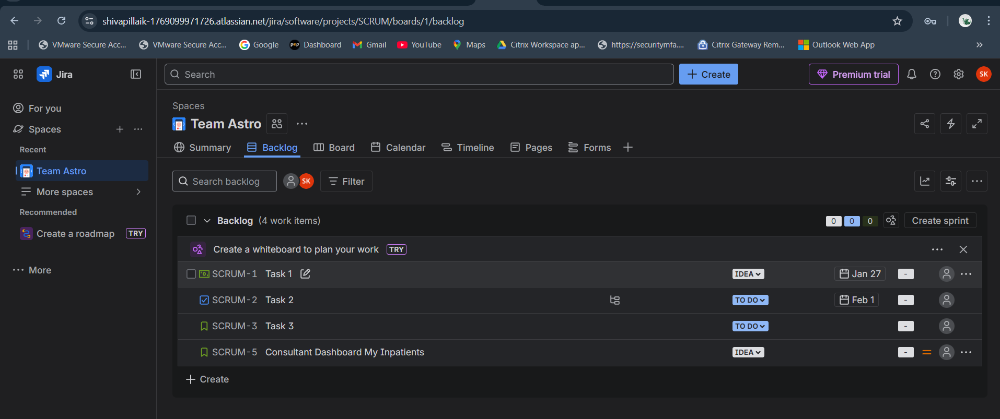 shivapillaik-1769099971726.atlassian.net/jira/software/projects/SCRUM/boards/1/backlog
VMware Secure Acc... VMware Secure Acc... Google Dashboard Gmail YouTube Maps Citrix Workspace ap... https://securitymfa.... Citrix Gateway Rem... Outlook Web App »
Jira
Search
+ Create
Premium trial
SK
For you
Spaces
Recent
Team Astro
More spaces
Recommended
Create a roadmap TRY
More
Spaces
Team Astro
Summary Backlog Board Calendar Timeline Pages Forms
Search backlog SK Filter
Backlog (4 work items) 0 0 0 Create sprint
Create a whiteboard to plan your work TRY
SCRUM-1 Task 1 IDEA Jan 27 -
SCRUM-2 Task 2 TO DO Feb 1 -
SCRUM-3 Task 3 TO DO -
SCRUM-5 Consultant Dashboard My Inpatients IDEA -
+ Create